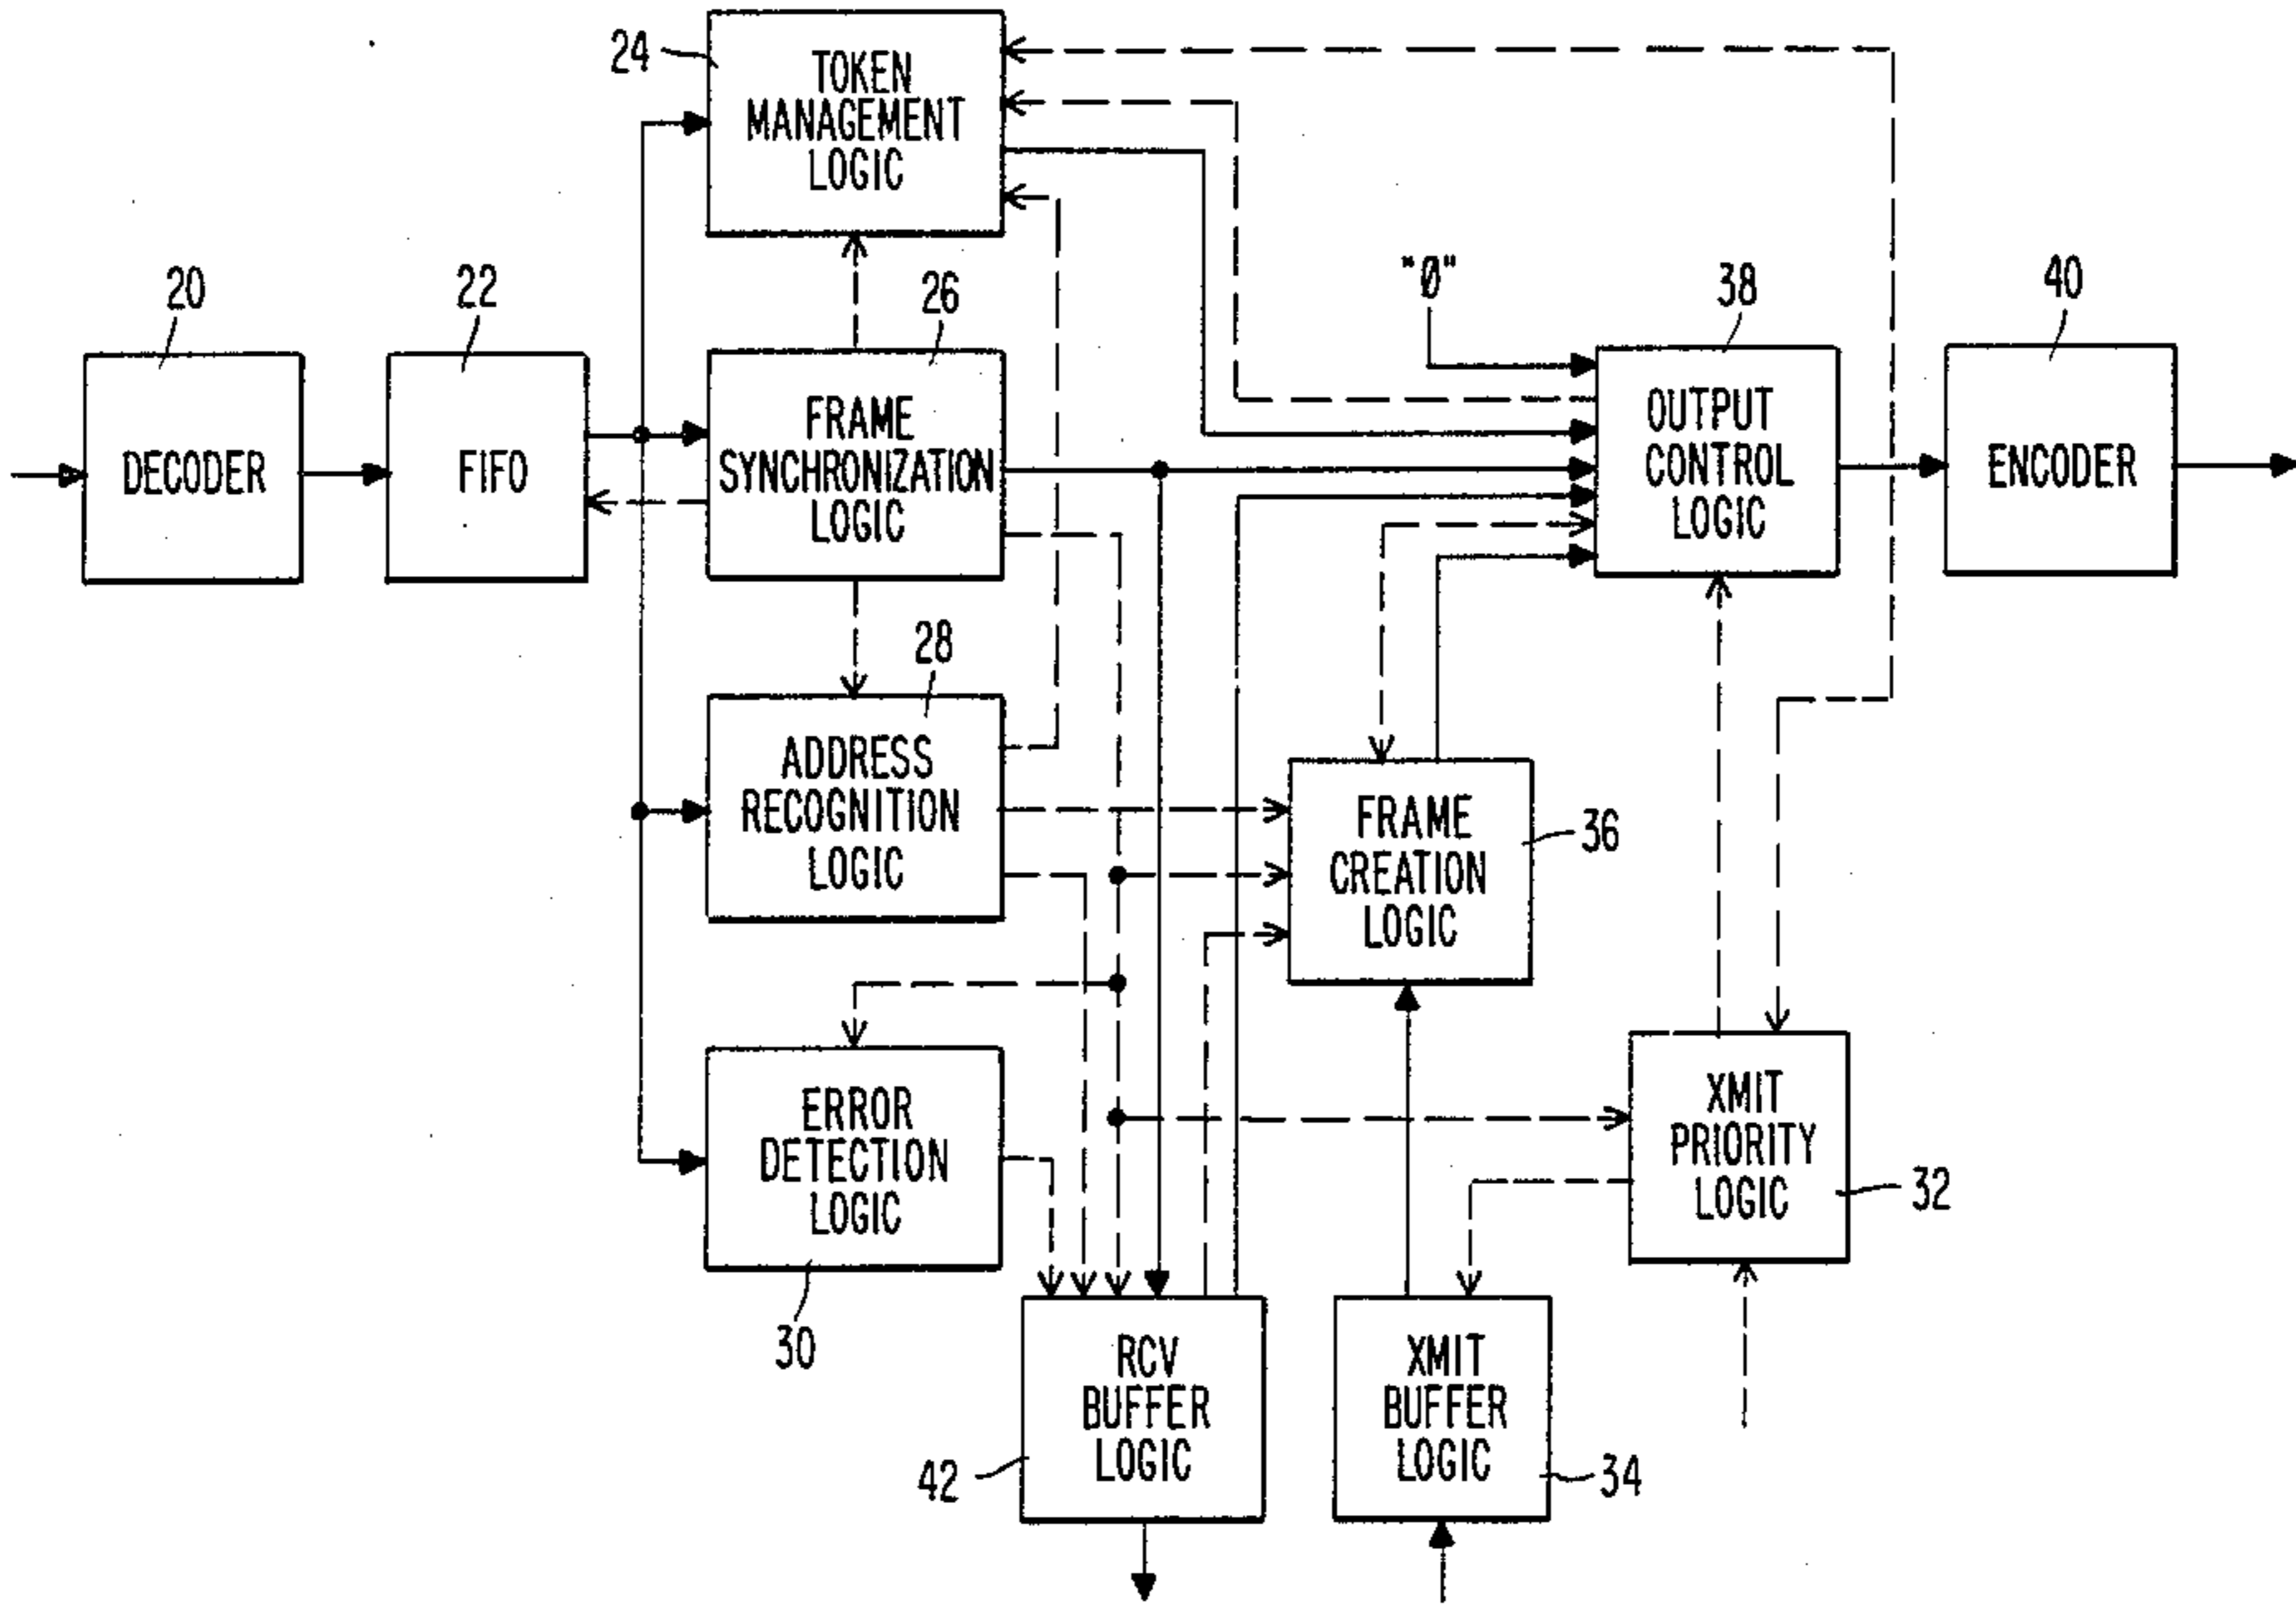 24
TOKEN
MANAGEMENT
LOGIC
20
22
26
"0"
38
40
DECODER
FIFO
FRAME
SYNCHRONIZATION
LOGIC
OUTPUT
CONTROL
LOGIC
ENCODER
28
ADDRESS
RECOGNITION
LOGIC
FRAME
CREATION
LOGIC
36
ERROR
DETECTION
LOGIC
30
XMIT
PRIORITY
LOGIC
32
RCV
BUFFER
LOGIC
42
XMIT
BUFFER
LOGIC
34